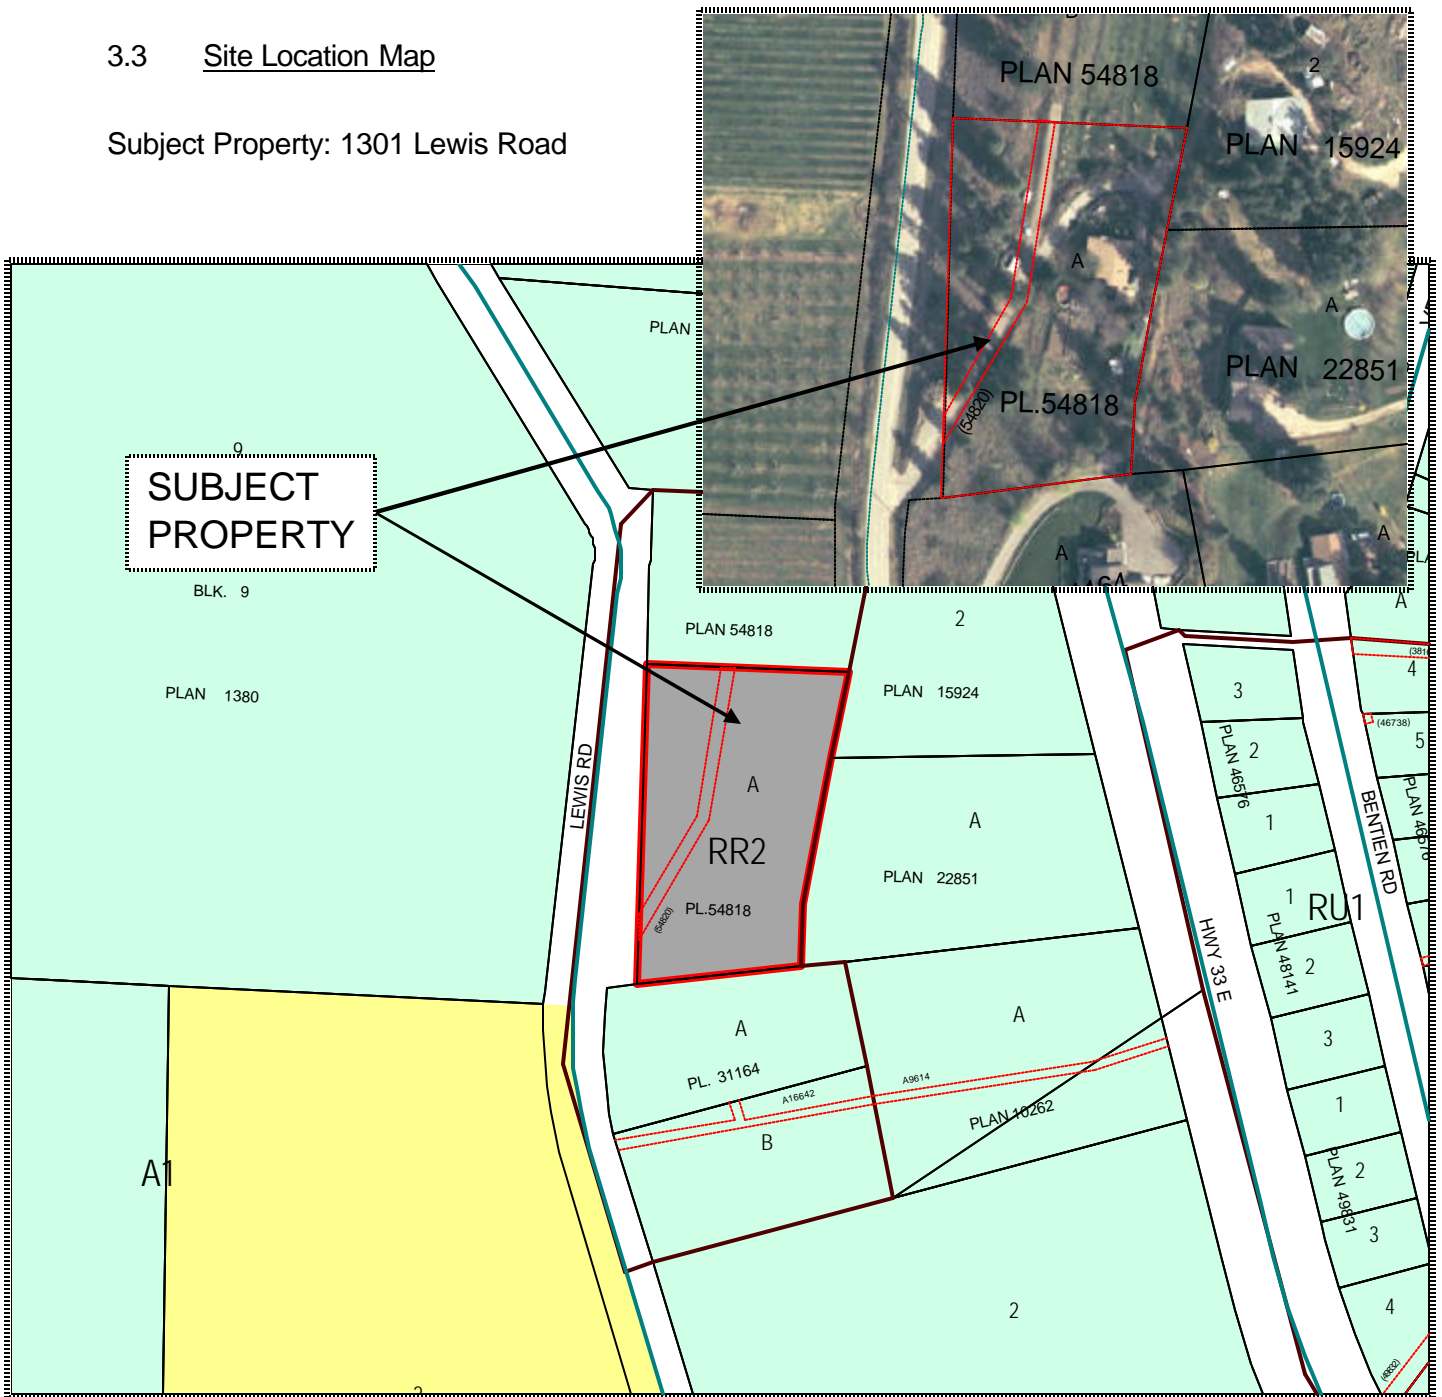 3.3 Site Location Map
Subject Property: 1301 Lewis Road
PLAN 54818
2
PLAN 15924
A
A
PLAN 22851
PL.54818
(54820)
A
A
PLAN
9
SUBJECT
PROPERTY
BLK. 9
PLAN 1380
LEWIS RD
PLAN 54818
2
PLAN 15924
A
RR2
PL.54818
(54820)
A
PLAN 22851
A
4
3
(46738)
5
2
PLAN 46576
1
BENTIEN RD
PLAN 46576
1
RU1
PLAN 48141
2
HWY 33 E
A
A
3
PL. 31164
A16642
A9614
PLAN 10262
B
1
A1
2
PLAN 49831
3
2
4
(49832)